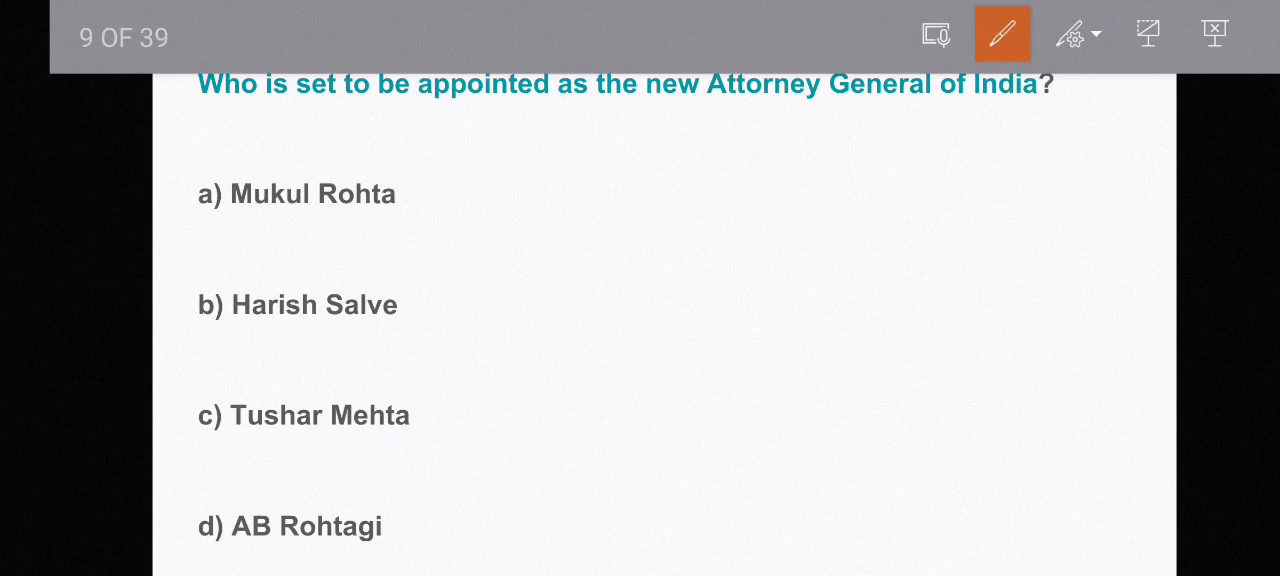 9 OF 39
Who is set to be appointed as the new Attorney General of India?
a) Mukul Rohta
b) Harish Salve
c) Tushar Mehta
d) AB Rohtagi